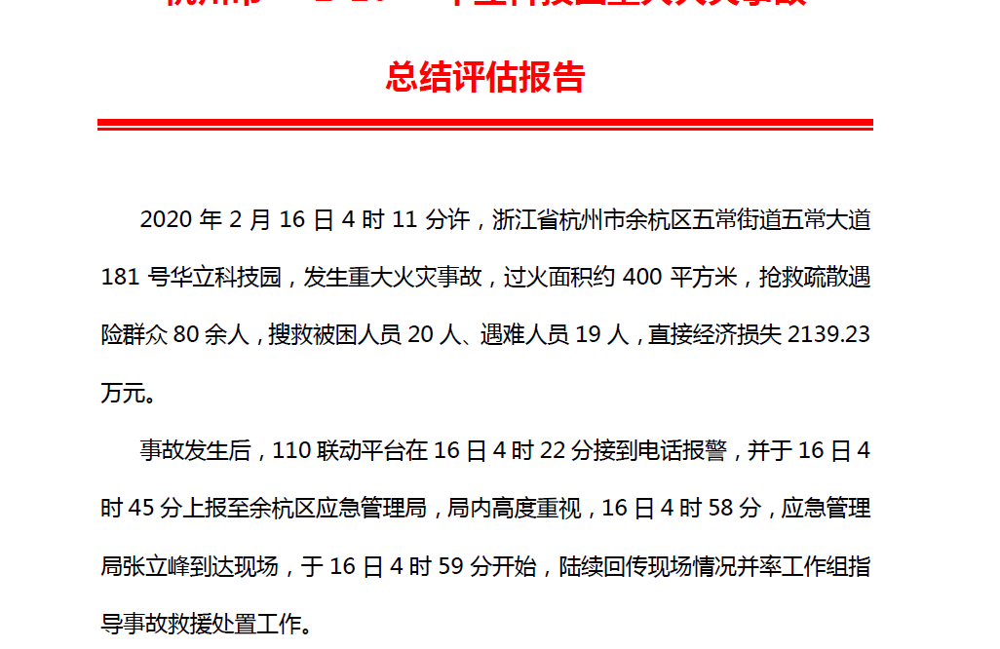 总结评估报告
2020 年 2 月 16 日 4 时 11 分许，浙江省杭州市余杭区五常街道五常大道
181 号华立科技园，发生重大火灾事故，过火面积约 400 平方米，抢救疏散遇
险群众 80 余人，搜救被困人员 20 人、遇难人员 19 人，直接经济损失 2139.23
万元。
事故发生后，110 联动平台在 16 日 4 时 22 分接到电话报警，并于 16 日 4
时 45 分上报至余杭区应急管理局，局内高度重视，16 日 4 时 58 分，应急管理
局张立峰到达现场，于 16 日 4 时 59 分开始，陆续回传现场情况并率工作组指
导事故救援处置工作。